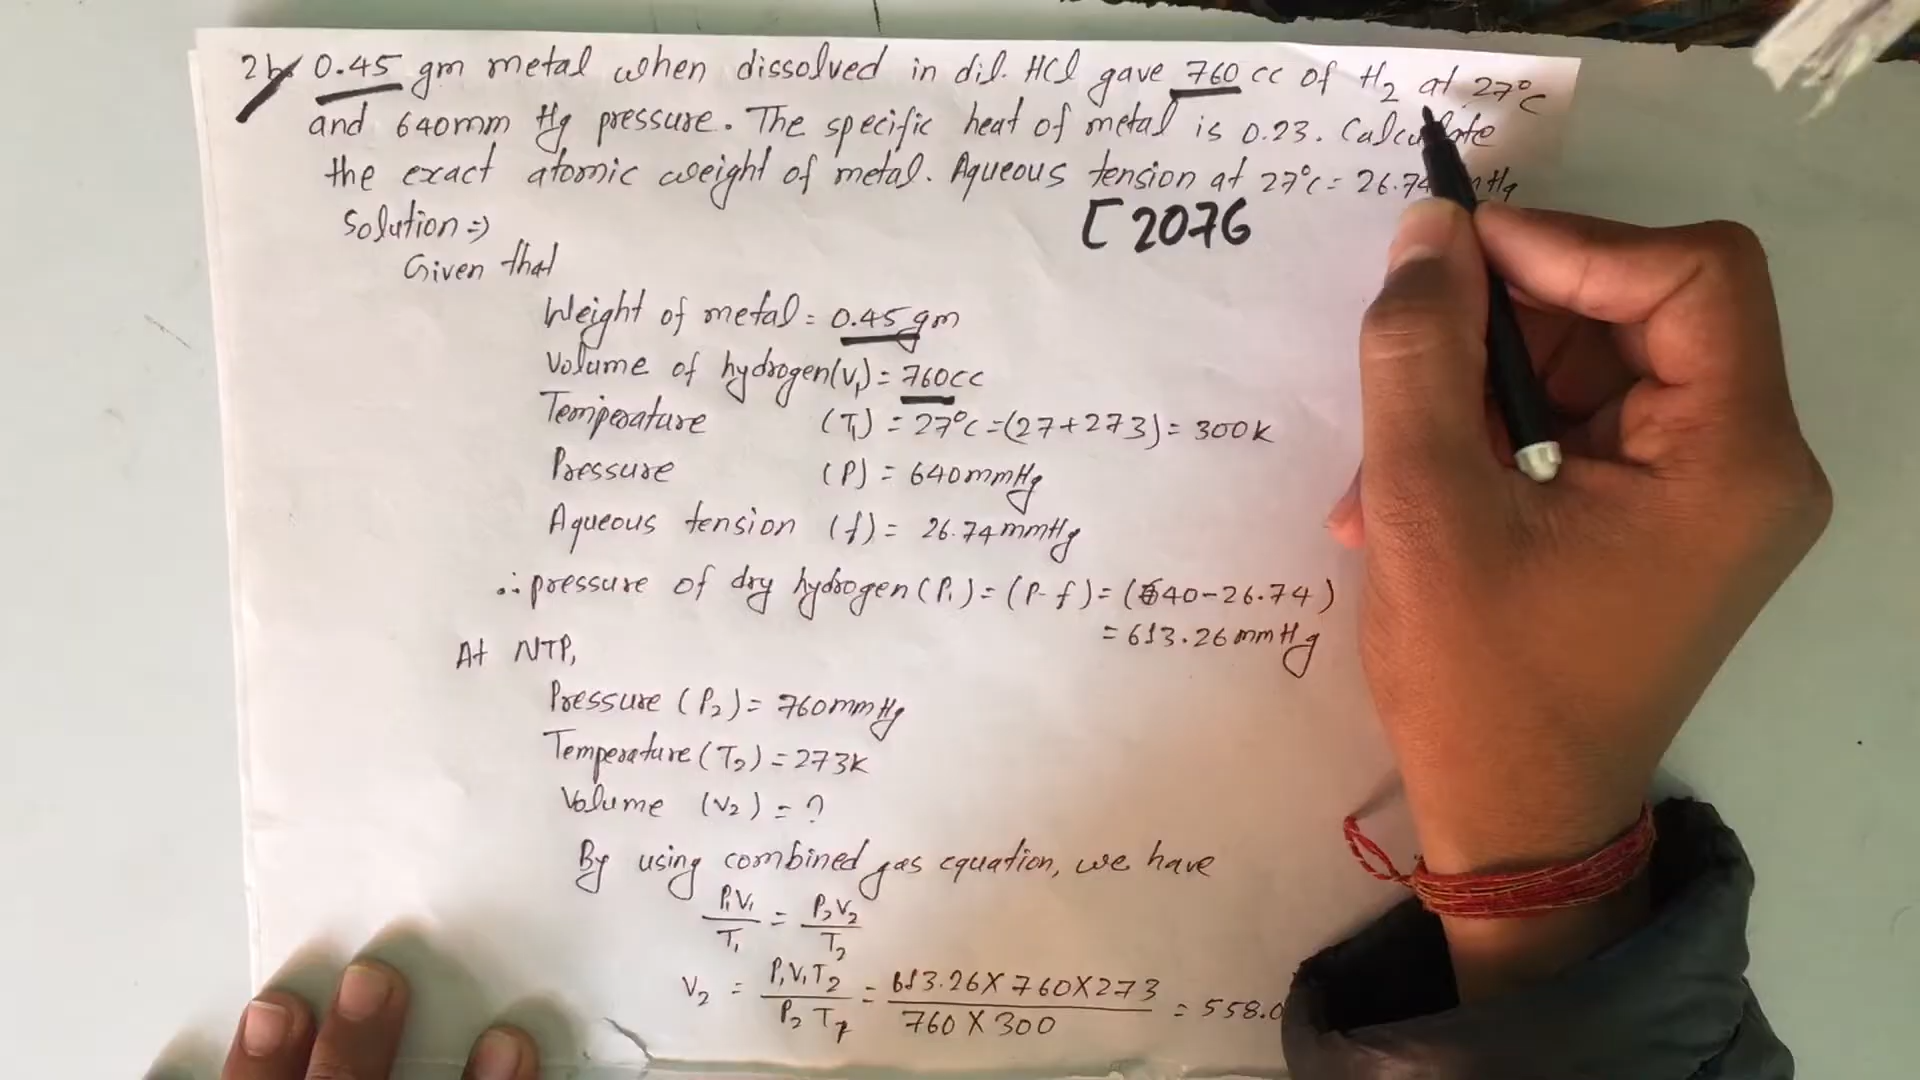 2b 0.45 gm metal when dissolved in dil. HCl gave 760 cc of H₂ at 27°C
and 640mm Hg pressure. The specific heat of metal is 0.23. Calculate
the exact atomic weight of metal. Aqueous tension at 27°C = 26.74 Hg
[2076
Solution ⇒
Given that
Weight of metal = 0.45 gm
Volume of hydrogen(V₁) = 760cc
Temperature (T₁) = 27°C = (27+273) = 300K
Pressure (P) = 640mmHg
Aqueous tension (f) = 26.74mmHg
∴ pressure of dry hydrogen (P₁) = (P-f) = (640-26.74)
= 613.26mmHg
At NTP,
Pressure (P₂) = 760mmHg
Temperature (T₂) = 273K
Volume (V₂) = ?
By using combined gas equation, we have
P₁V₁/T₁ = P₂V₂/T₂
V₂ = P₁V₁T₂/P₂T₁ = 613.26X760X273/760X300 = 558.0